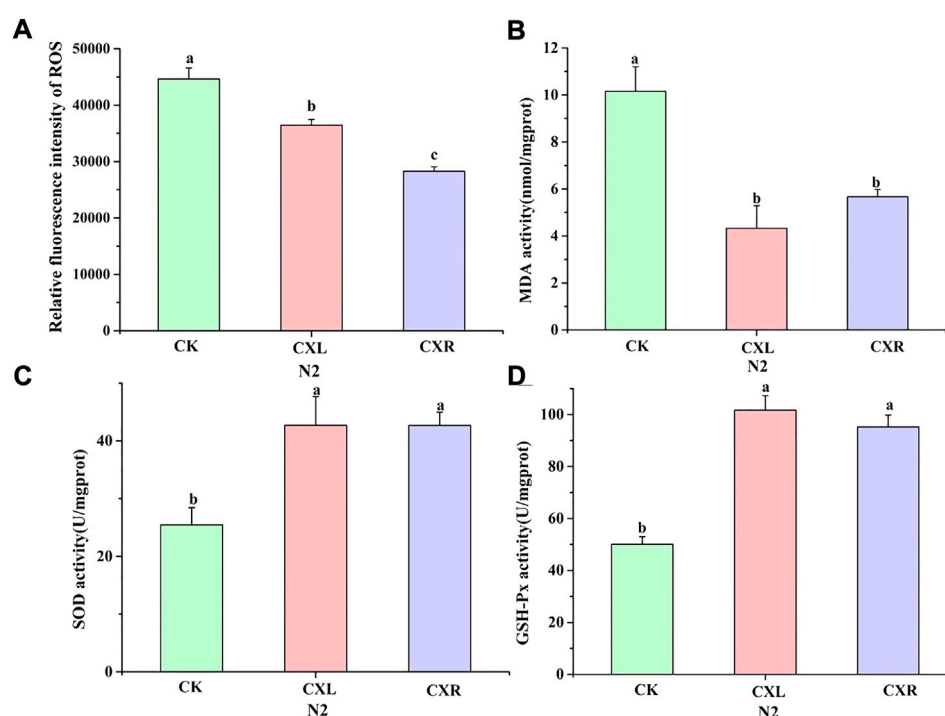 A
Relative fluorescence intensity of ROS
50000
40000
30000
20000
10000
0
a
b
c
CK
CXL
CXR
N2
B
MDA activity(nmol/mgprot)
12
10
8
6
4
2
0
a
b
b
CK
CXL
CXR
N2
C
SOD activity(U/mgprot)
40
20
0
b
a
a
CK
CXL
CXR
N2
D
GSH-Px activity(U/mgprot)
100
80
60
40
20
0
b
a
a
CK
CXL
CXR
N2